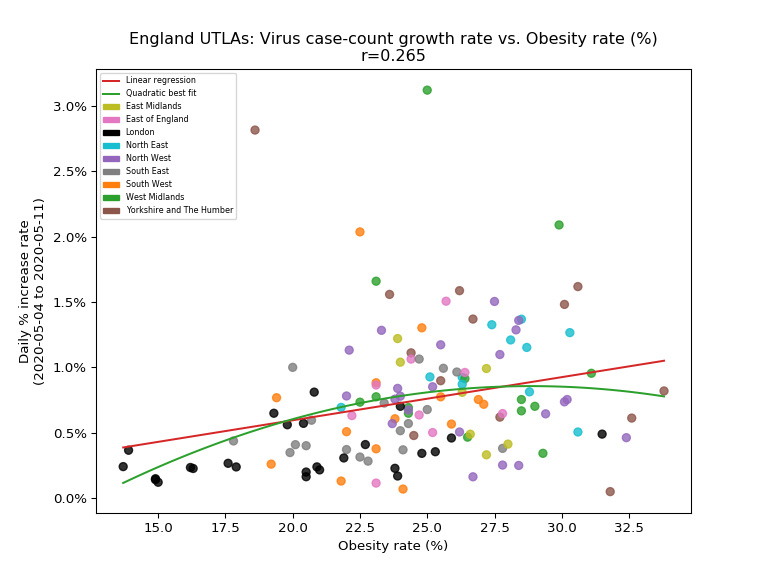 England UTLAs: Virus case-count growth rate vs. Obesity rate (%)
r=0.265
Linear regression
Quadratic best fit
East Midlands
East of England
London
North East
North West
South East
South West
West Midlands
Yorkshire and The Humber
3.0%
2.5%
2.0%
1.5%
1.0%
0.5%
0.0%
Daily % increase rate
(2020-05-04 to 2020-05-11)
15.0 17.5 20.0 22.5 25.0 27.5 30.0 32.5
Obesity rate (%)